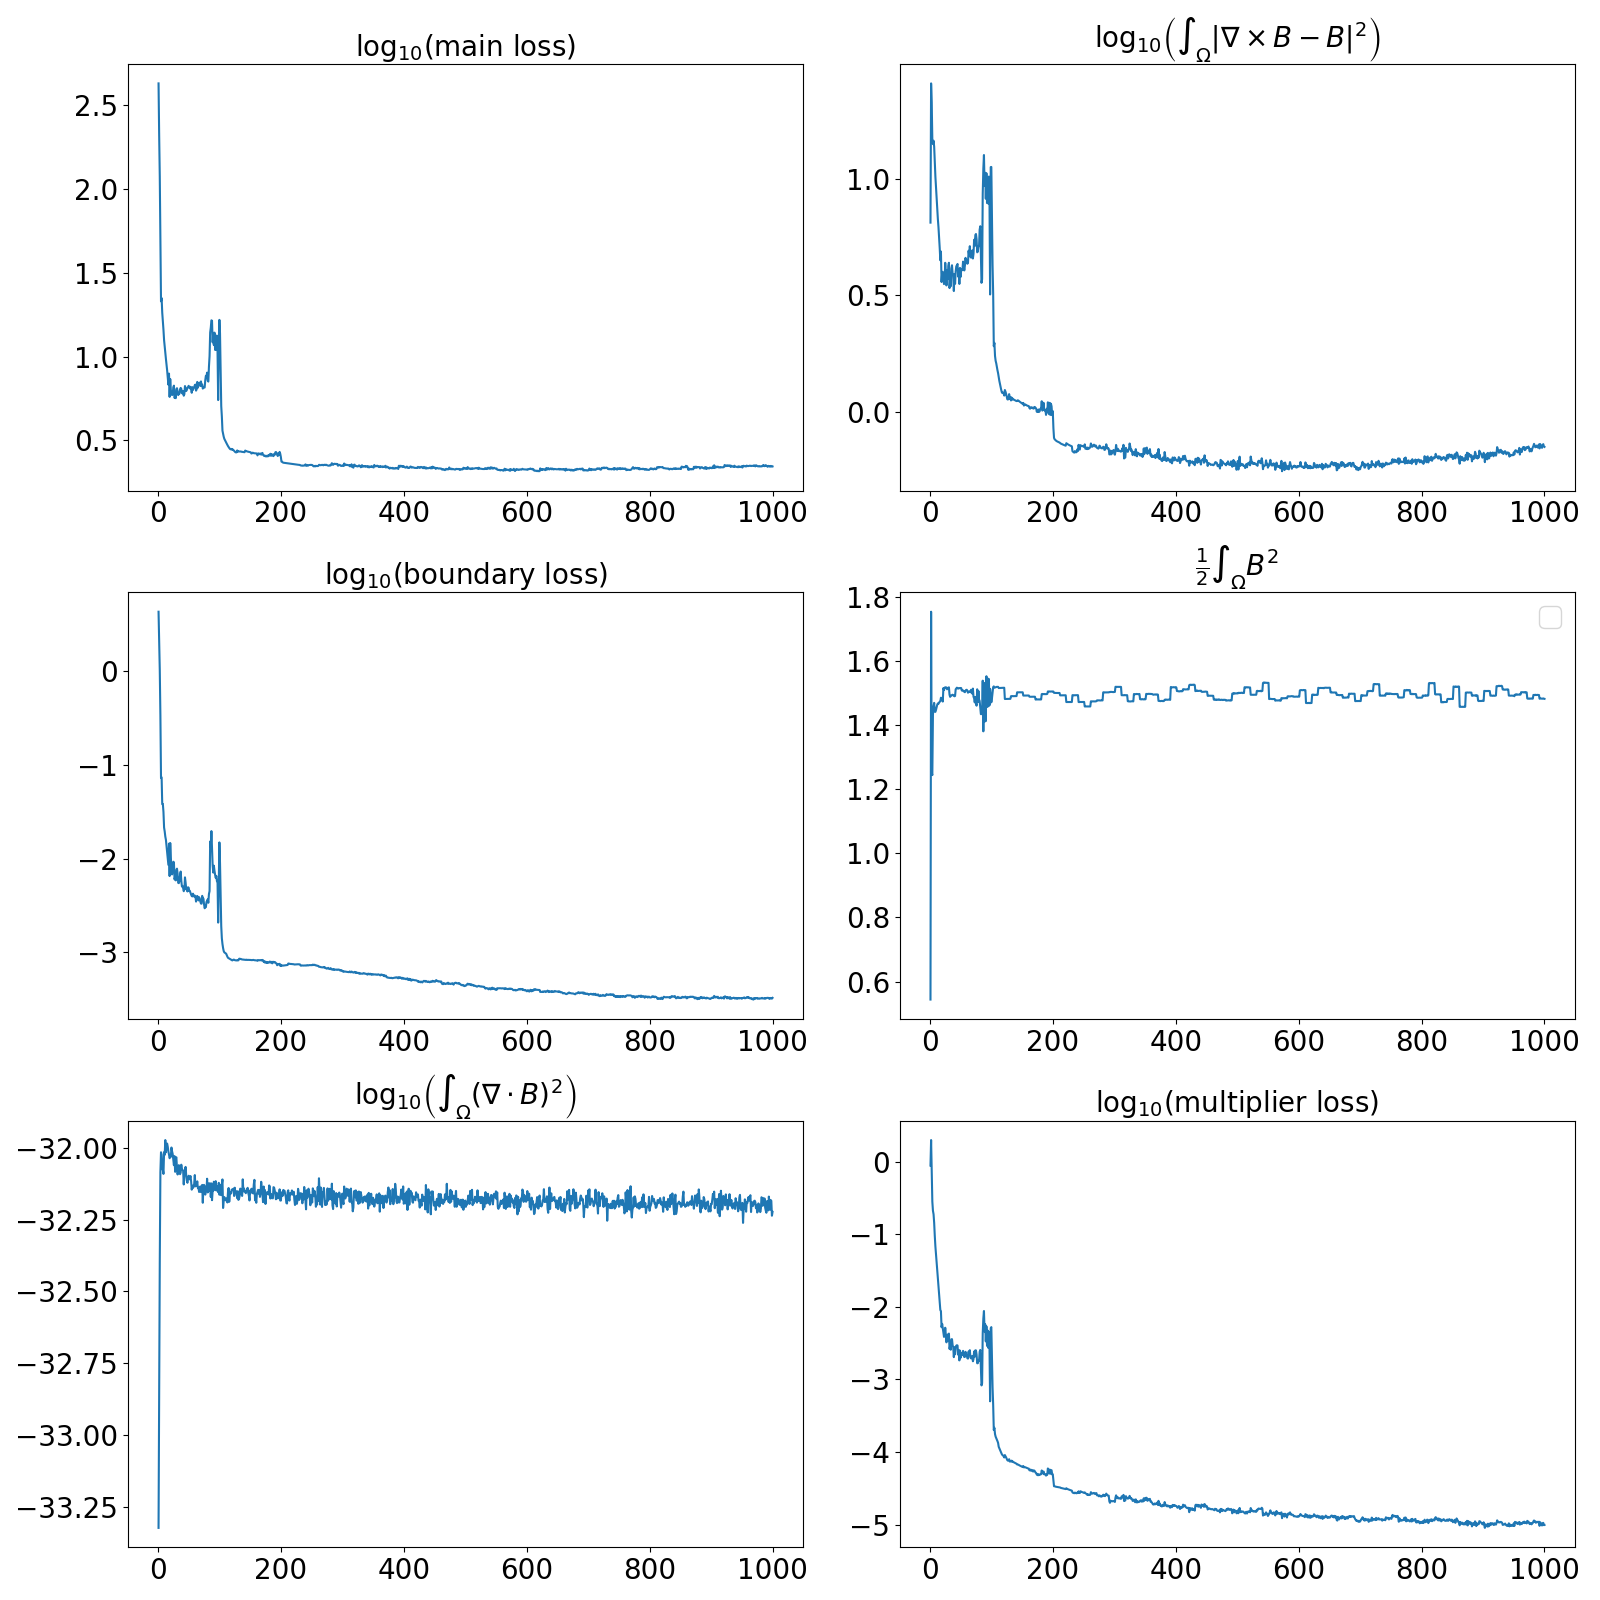 log₁₀(main loss)
2.5
2.0
1.5
1.0
0.5
0 200 400 600 800 1000
log₁₀(∫_Ω|∇ × B − B|²)
1.0
0.5
0.0
0 200 400 600 800 1000
log₁₀(boundary loss)
0
−1
−2
−3
0 200 400 600 800 1000
½∫_Ω B²
1.8
1.6
1.4
1.2
1.0
0.8
0.6
0 200 400 600 800 1000
log₁₀(∫_Ω(∇ · B)²)
−32.00
−32.25
−32.50
−32.75
−33.00
−33.25
0 200 400 600 800 1000
log₁₀(multiplier loss)
0
−1
−2
−3
−4
−5
0 200 400 600 800 1000